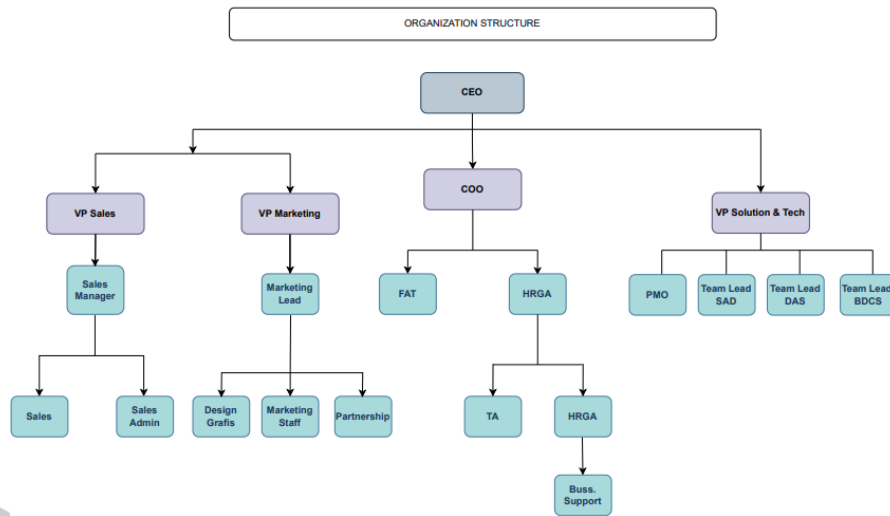 ORGANIZATION STRUCTURE
CEO
VP Sales
VP Marketing
COO
VP Solution & Tech
Sales
Manager
Marketing
Lead
FAT
HRGA
PMO
Team Lead
SAD
Team Lead
DAS
Team Lead
BDCS
Sales
Sales
Admin
Design
Grafis
Marketing
Staff
Partnership
TA
HRGA
Buss.
Support